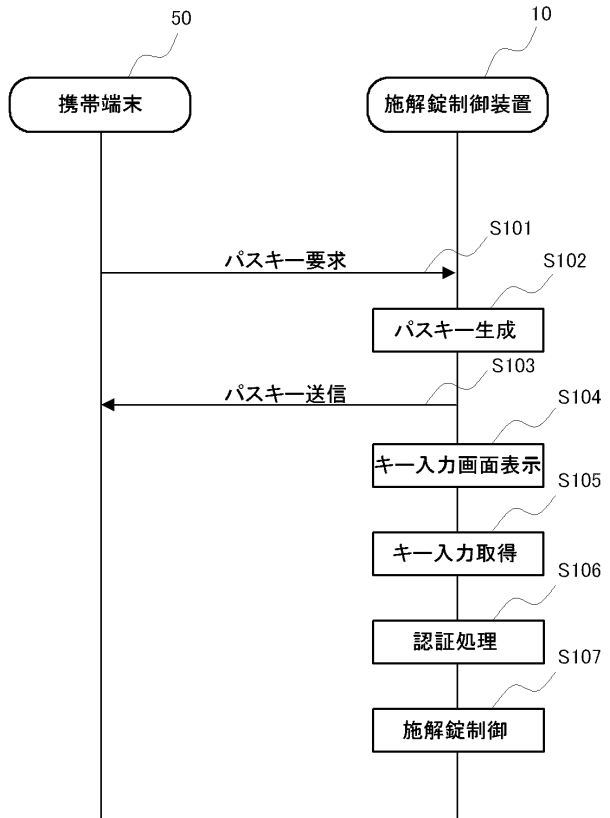 50
10
携帯端末
施解錠制御装置
S101
パスキー要求
S102
パスキー生成
S103
パスキー送信
S104
キー入力画面表示
S105
キー入力取得
S106
認証処理
S107
施解錠制御